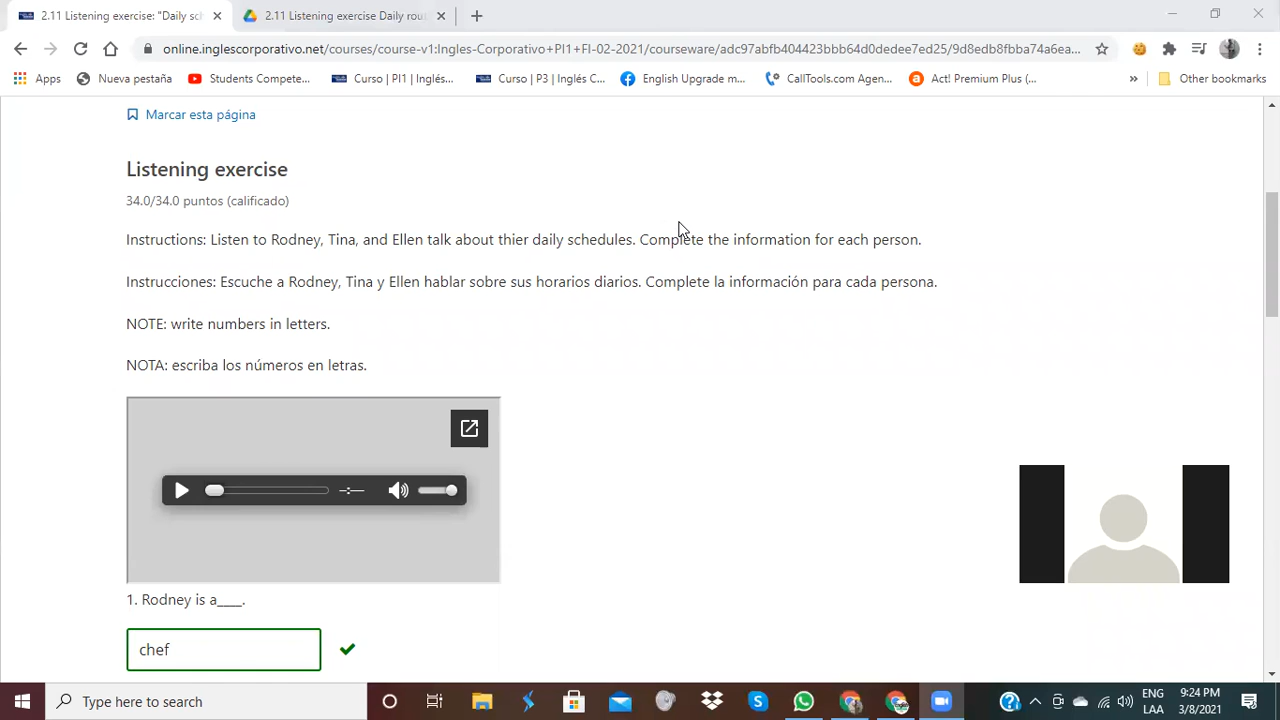 2.11 Listening exercise: "Daily sch
2.11 Listening exercise Daily rous
online.inglescorporativo.net/courses/course-v1:Ingles-Corporativo+PI1+FI-02-2021/courseware/adc97abfb404423bbb64d0dedee7ed25/9d8edb8fbba74a6ea...
Apps
Nueva pestaña
Students Compete...
Curso | PI1 | Inglés...
Curso | P3 | Inglés C...
English Upgrade m...
CallTools.com Agen...
Act! Premium Plus (...
»
Other bookmarks
Marcar esta página
Listening exercise
34.0/34.0 puntos (calificado)
Instructions: Listen to Rodney, Tina, and Ellen talk about thier daily schedules. Complete the information for each person.
Instrucciones: Escuche a Rodney, Tina y Ellen hablar sobre sus horarios diarios. Complete la información para cada persona.
NOTE: write numbers in letters.
NOTA: escriba los números en letras.
-:--
1. Rodney is a____.
chef
Type here to search
ENG
LAA
9:24 PM
3/8/2021